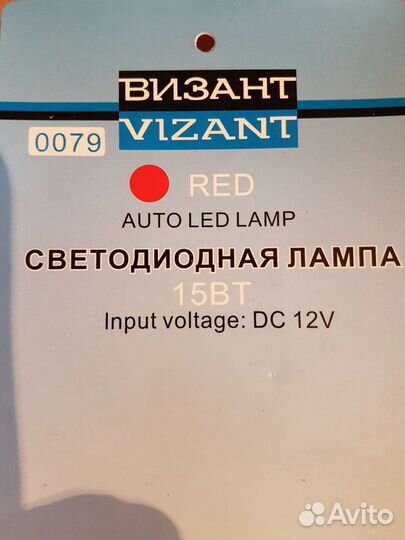 ВИЗАНТ
VIZANT
0079
RED
AUTO LED LAMP
СВЕТОДИОДНАЯ ЛАМПА
15ВТ
Input voltage: DC 12V
Avito